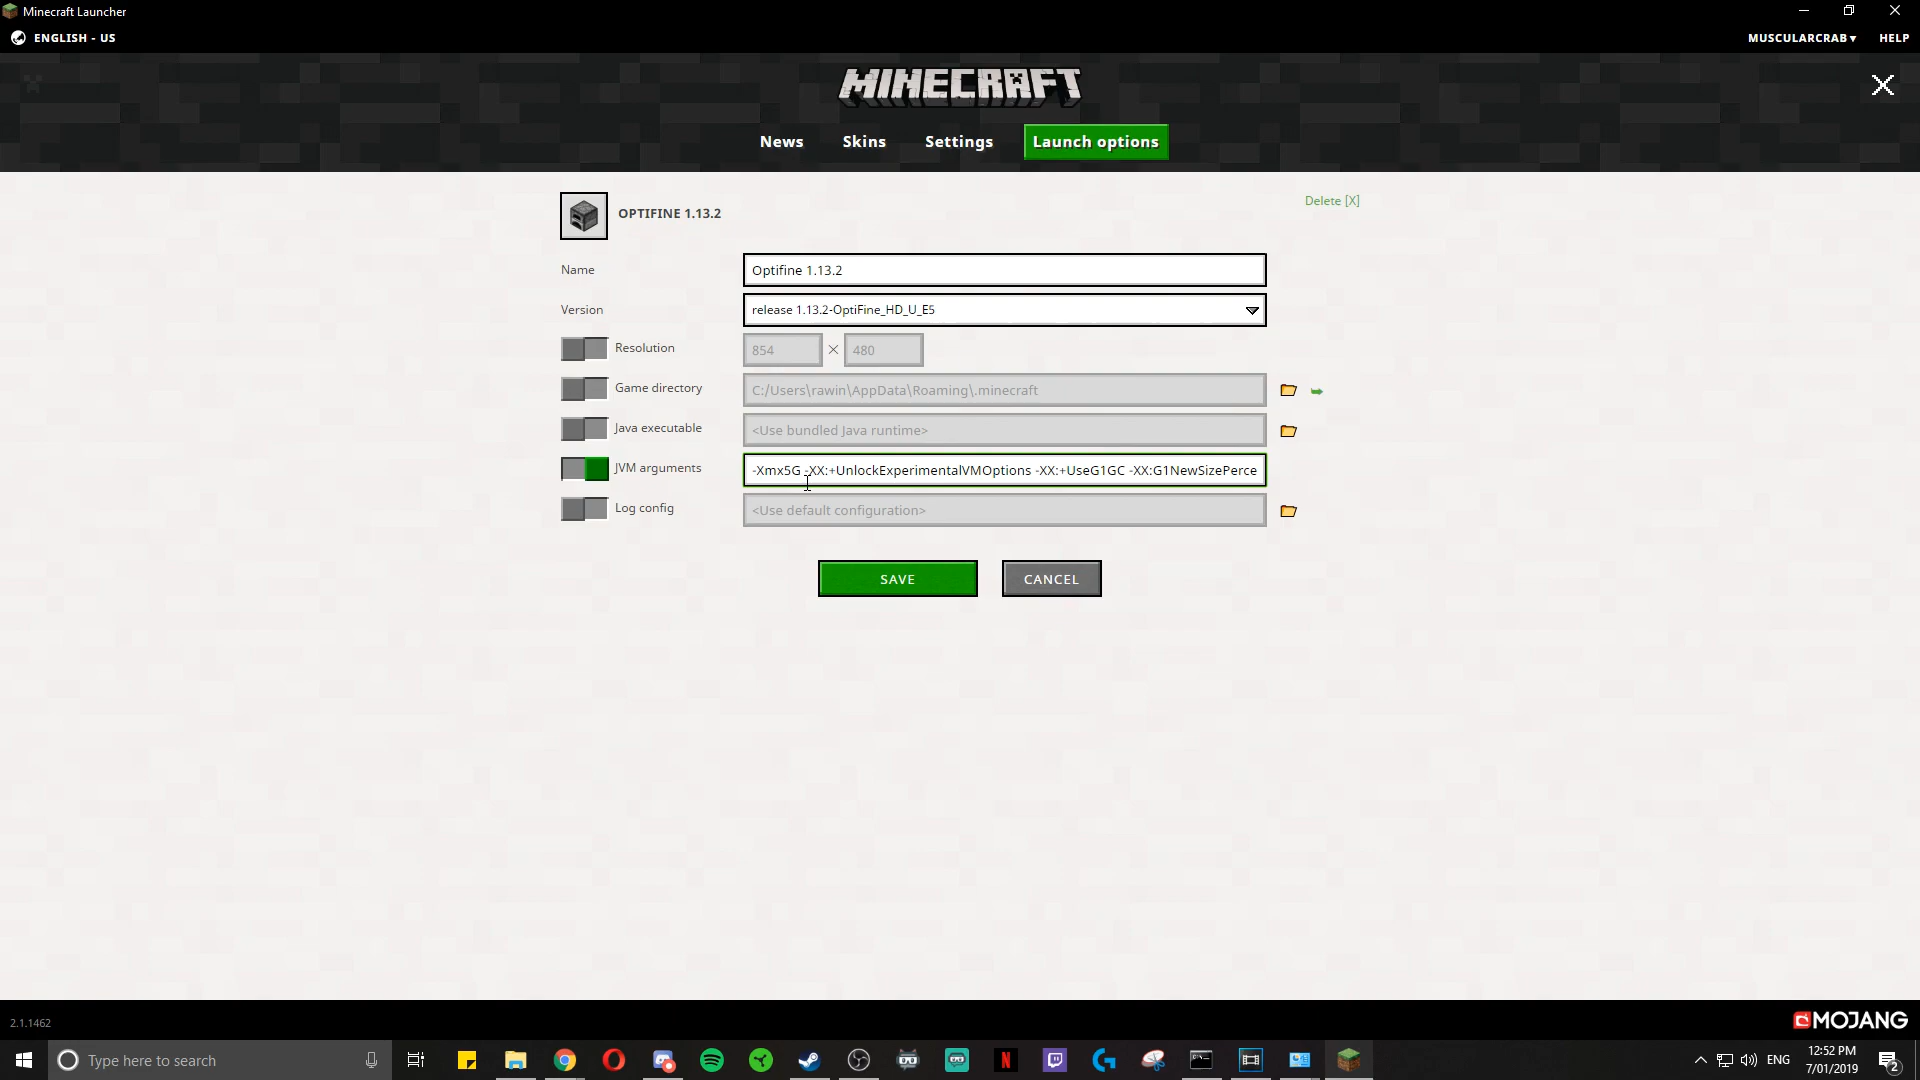 Minecraft Launcher
ENGLISH - US
MUSCULARCRAB
HELP
MINECRAFT
News
Skins
Settings
Launch options
OPTIFINE 1.13.2
Delete [X]
Name
Optifine 1.13.2
Version
release 1.13.2-OptiFine_HD_U_E5
Resolution
854
×
480
Game directory
C:/Users\rawin\AppData\Roaming\.minecraft
Java executable
<Use bundled Java runtime>
JVM arguments
-Xmx5G -XX:+UnlockExperimentalVMOptions -XX:+UseG1GC -XX:G1NewSizePerce
Log config
<Use default configuration>
SAVE
CANCEL
2.1.1462
MOJANG
Type here to search
ENG
12:52 PM
7/01/2019
2